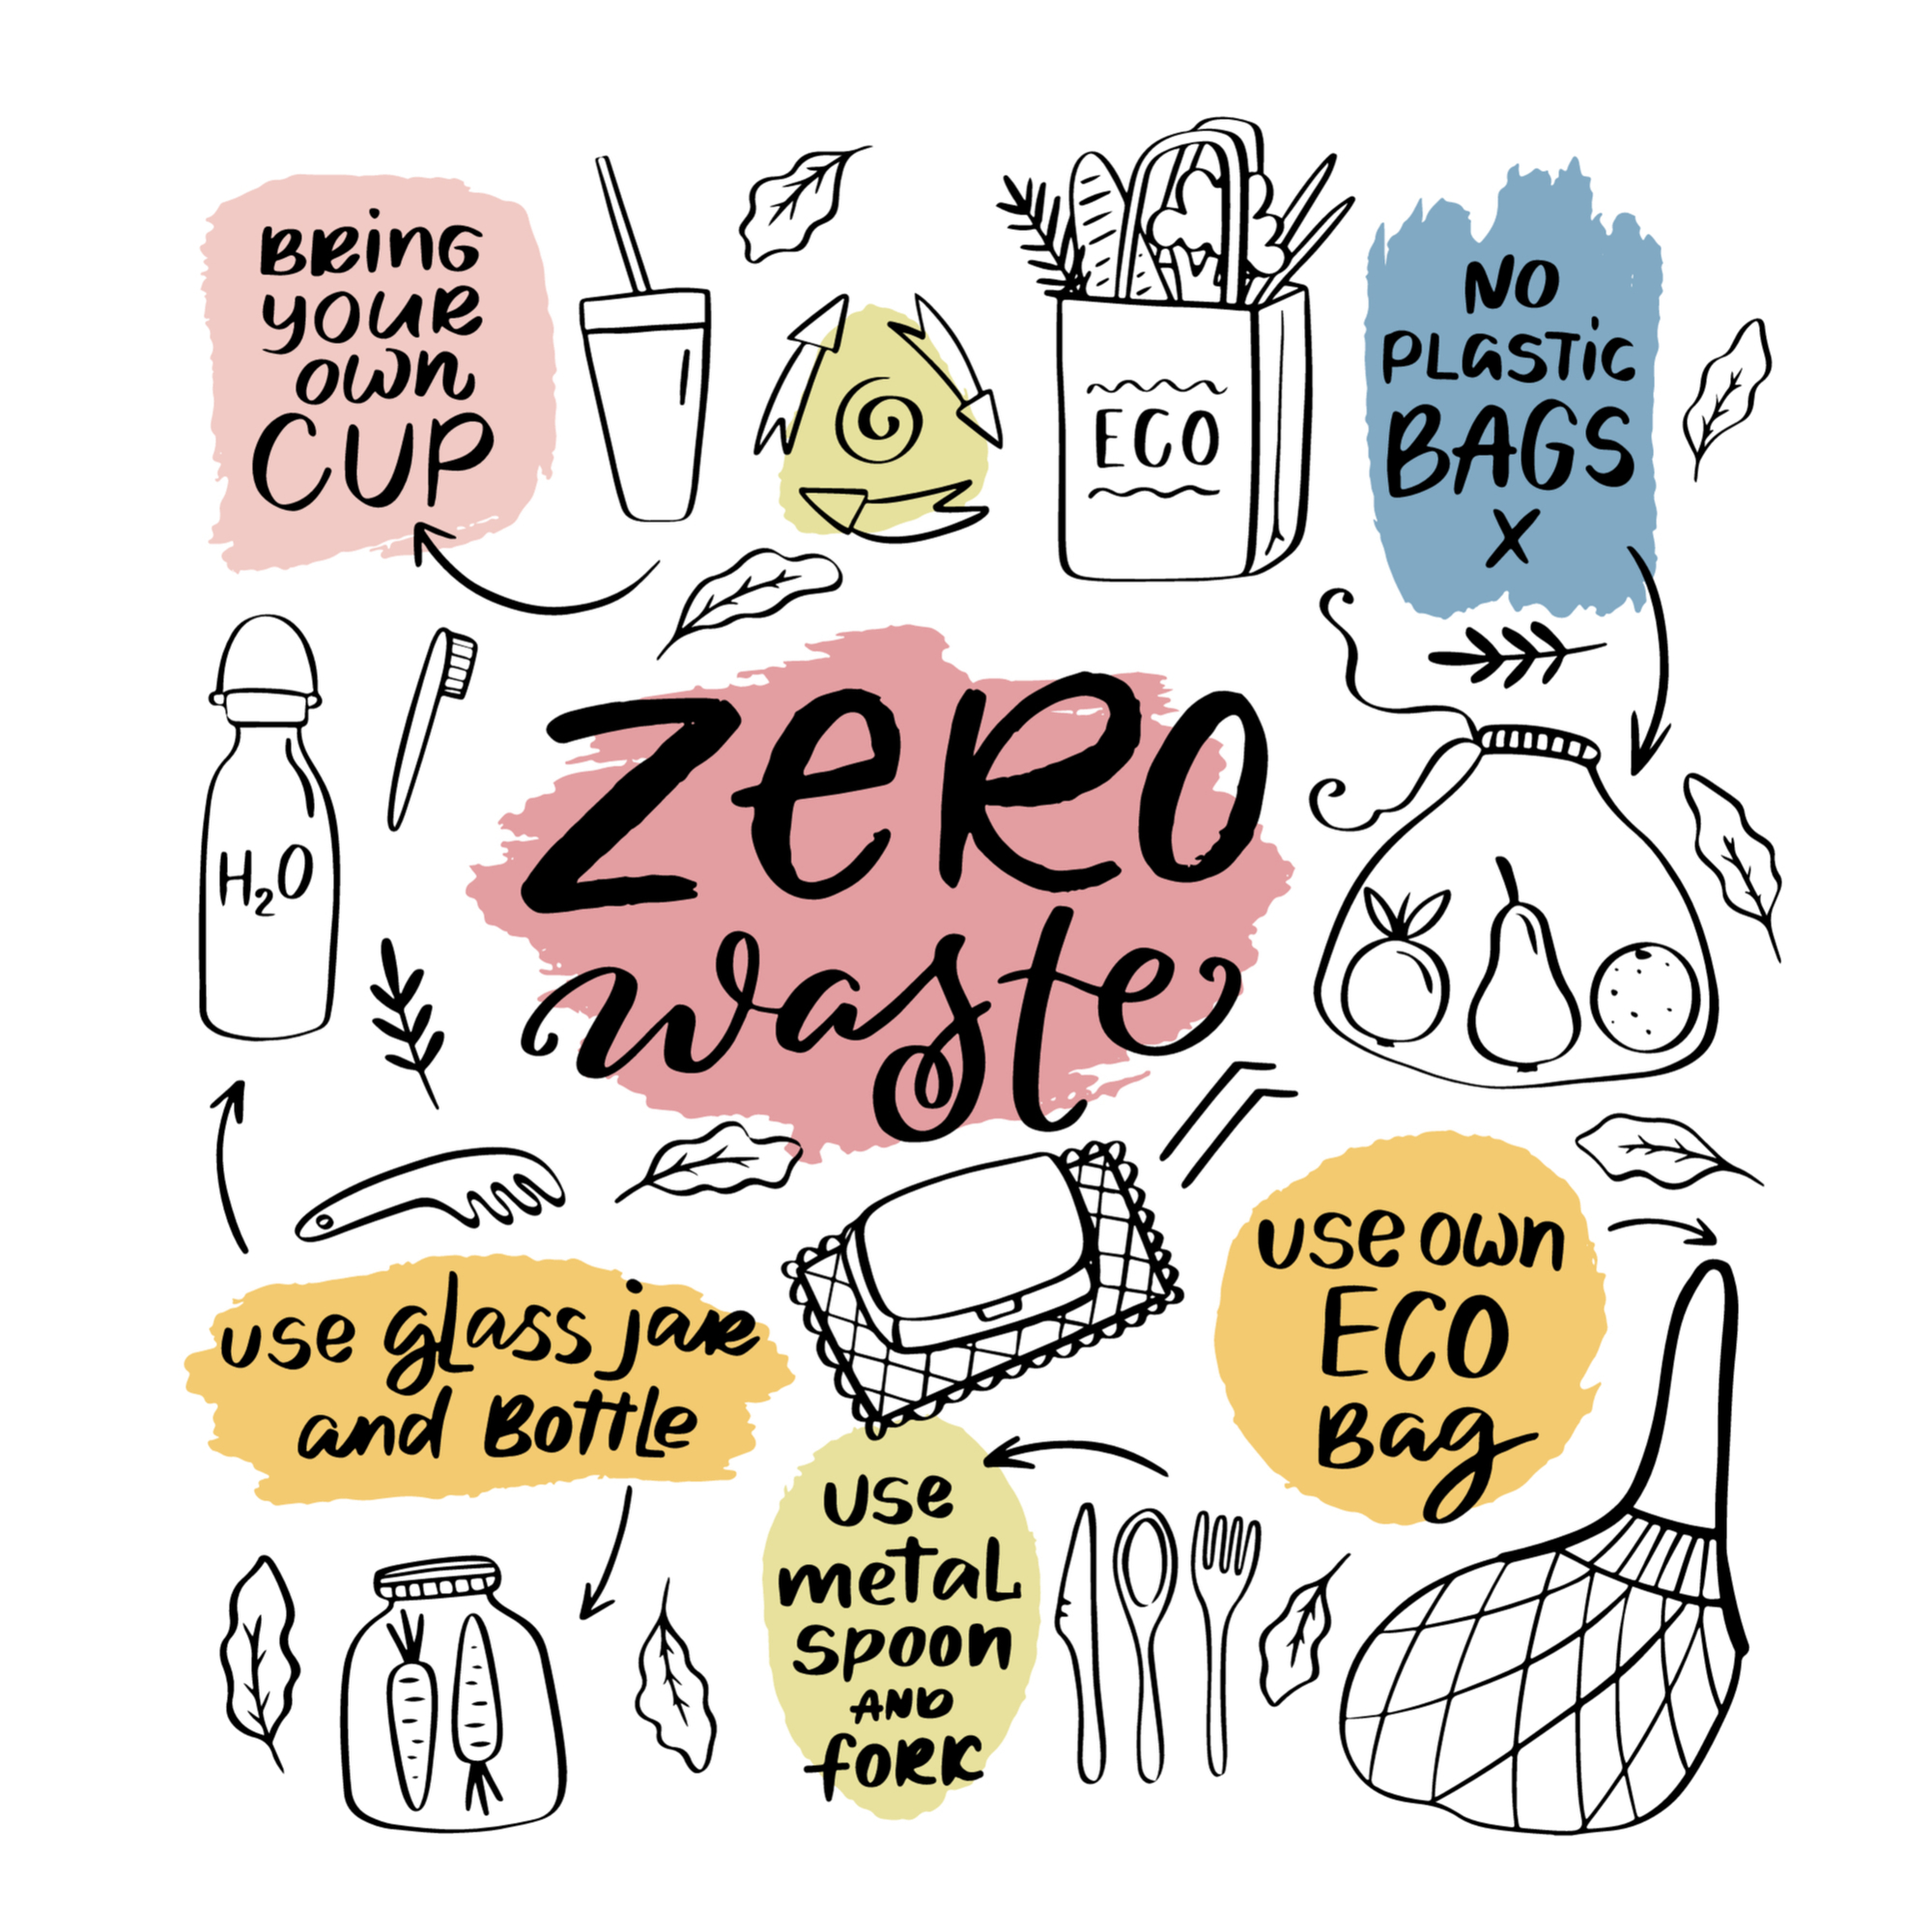 BRING
YOUR
OWN
CUP
ECO
NO
PLASTIC
BAGS
X
H₂O
ZERO
waste
use glass jar
and Bottle
use own
ECO
Bag
use
metal
spoon
AND
fork